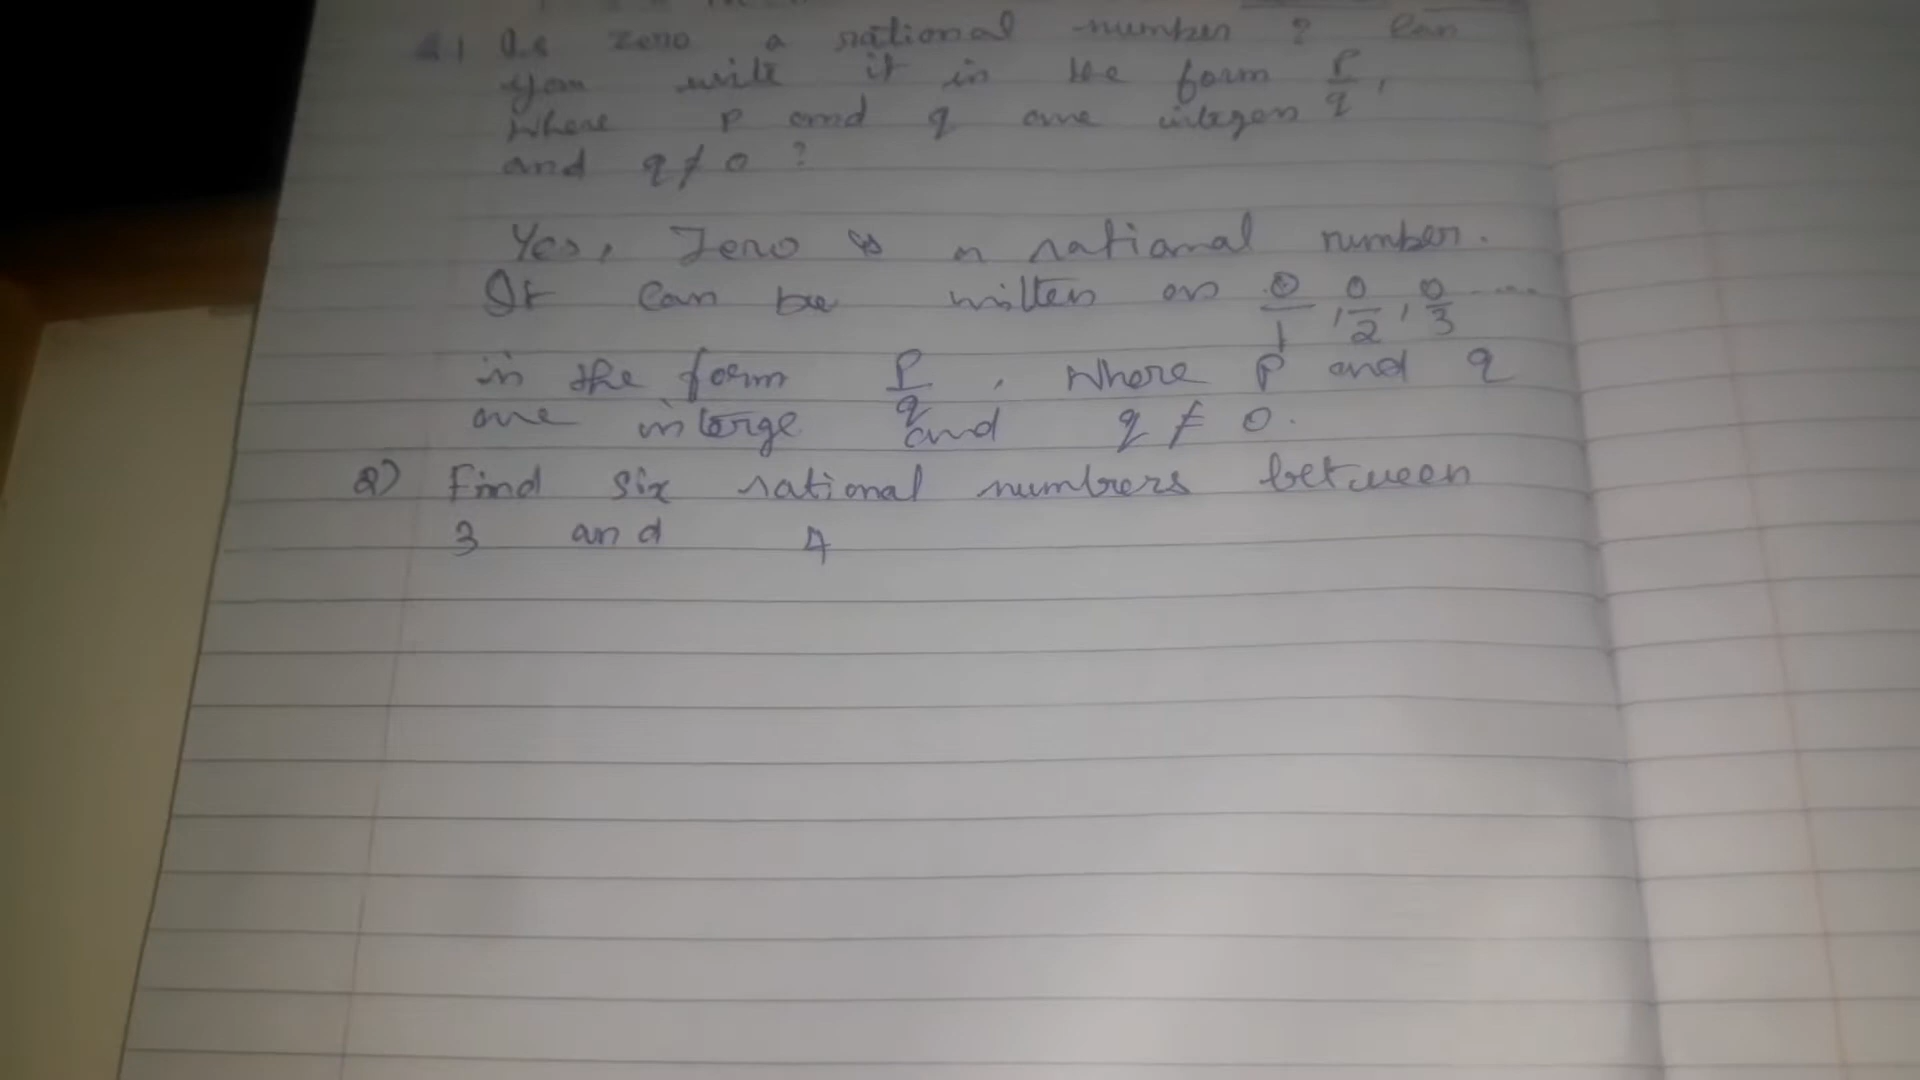 Q.1 Is zero a rational number ? Can
you write it in the form p/q,
where p and q are integers
and q ≠ 0 ?
Yes, Zero is a rational number.
It can be written as 0/1, 0/2, 0/3 ......
in the form P/q, where P and q
are interge and q ≠ 0.
2) Find six rational numbers between
3 and 4